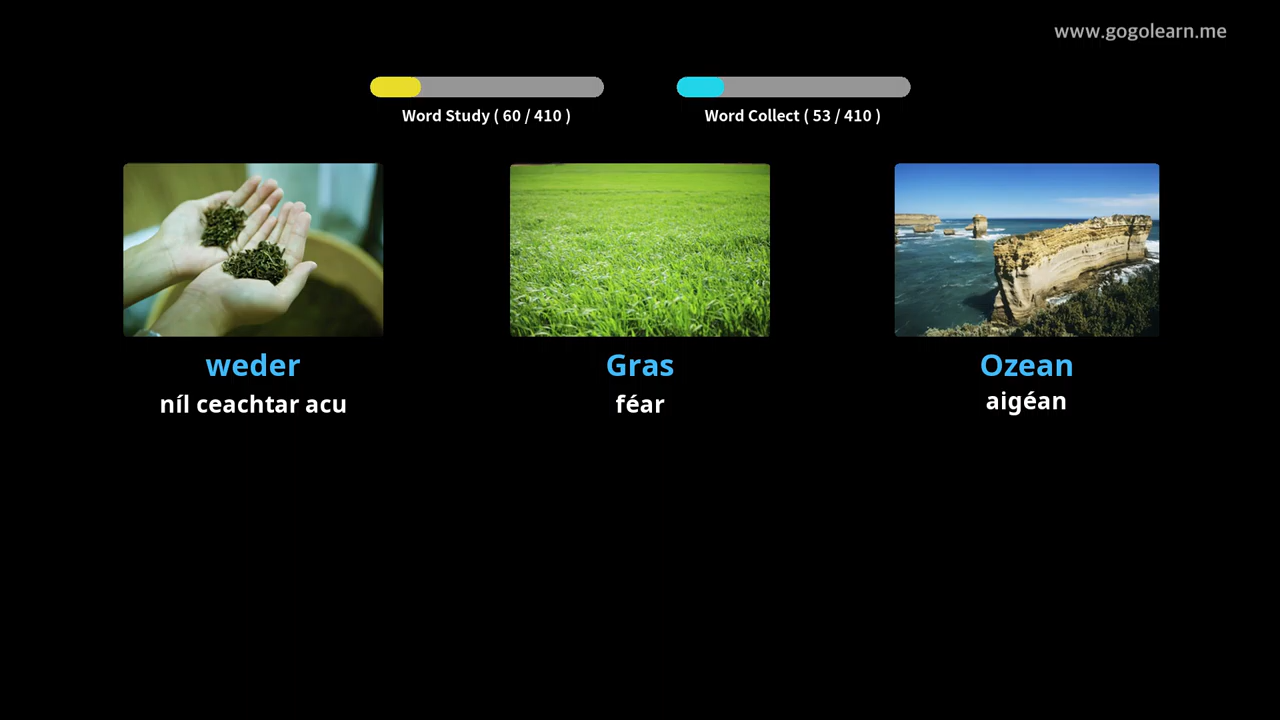 www.gogolearn.me
Word Study ( 60 / 410 )
Word Collect ( 53 / 410 )
weder
Gras
Ozean
níl ceachtar acu
féar
aigéan